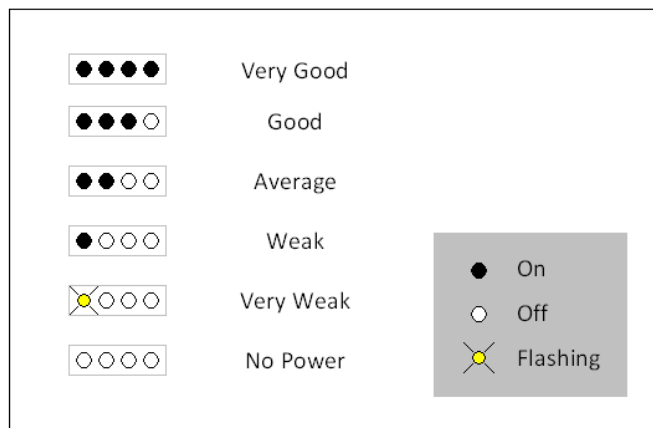 Very Good
Good
Average
Weak
Very Weak
No Power
On
Off
Flashing